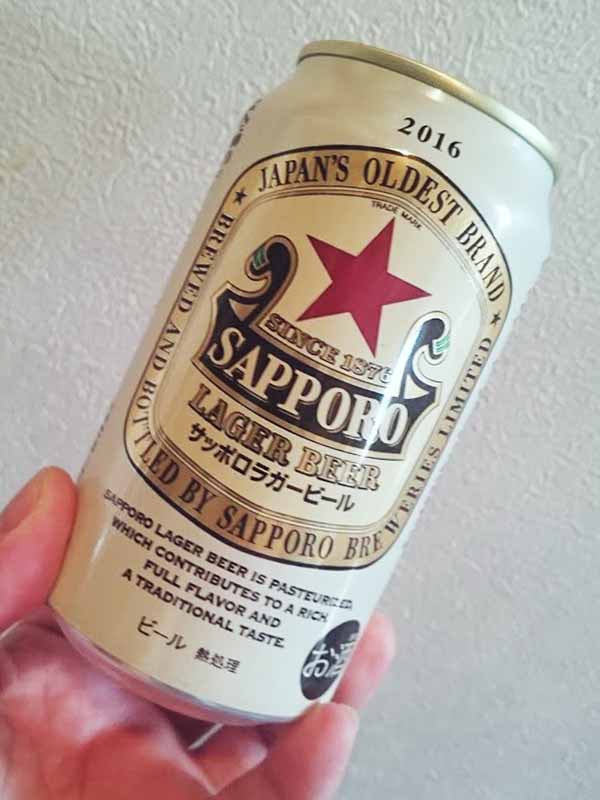 2016
JAPAN'S OLDEST BRAND
TRADE MARK
SINCE 1876
SAPPORO
LAGER BEER
サッポロラガービール
BREWED AND BOTTLED BY SAPPORO BREWERIES LIMITED
SAPPORO LAGER BEER IS PASTEURIZED,
WHICH CONTRIBUTES TO A RICH,
FULL FLAVOR AND
A TRADITIONAL TASTE.
ビール 熱処理
お酒